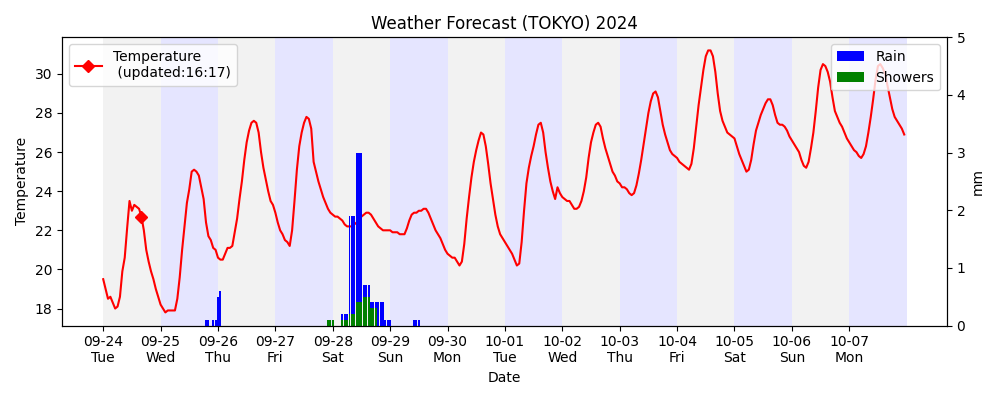 Weather Forecast (TOKYO) 2024
Temperature
(updated:16:17)
Rain
Showers
Temperature
30
28
26
24
22
20
18
5
4
3
2
1
0
mm
09-24 09-25 09-26 09-27 09-28 09-29 09-30 10-01 10-02 10-03 10-04 10-05 10-06 10-07
Tue Wed Thu Fri Sat Sun Mon Tue Wed Thu Fri Sat Sun Mon
Date